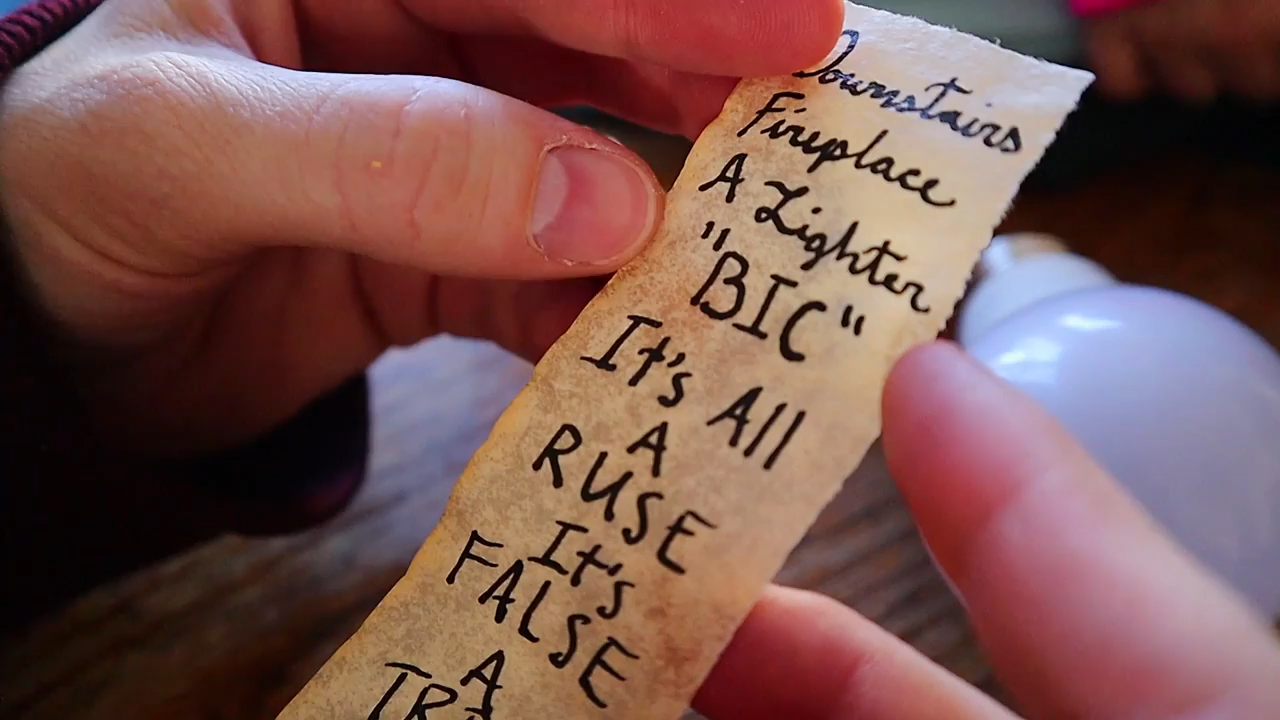 Downstairs
Fireplace
A Lighter
"BIC"
It's All
A
RUSE
It's
FALSE
A